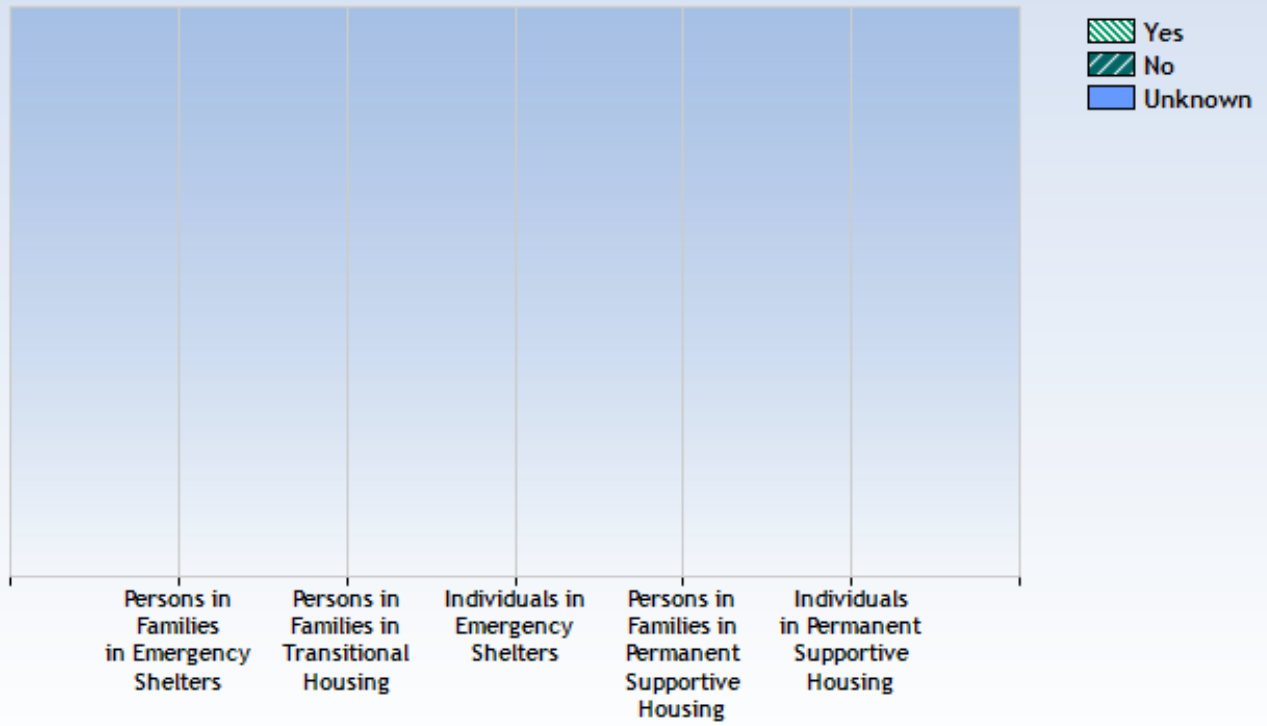 Yes
No
Unknown
Persons in
Families
in Emergency
Shelters
Persons in
Families in
Transitional
Housing
Individuals in
Emergency
Shelters
Persons in
Families in
Permanent
Supportive
Housing
Individuals
in Permanent
Supportive
Housing